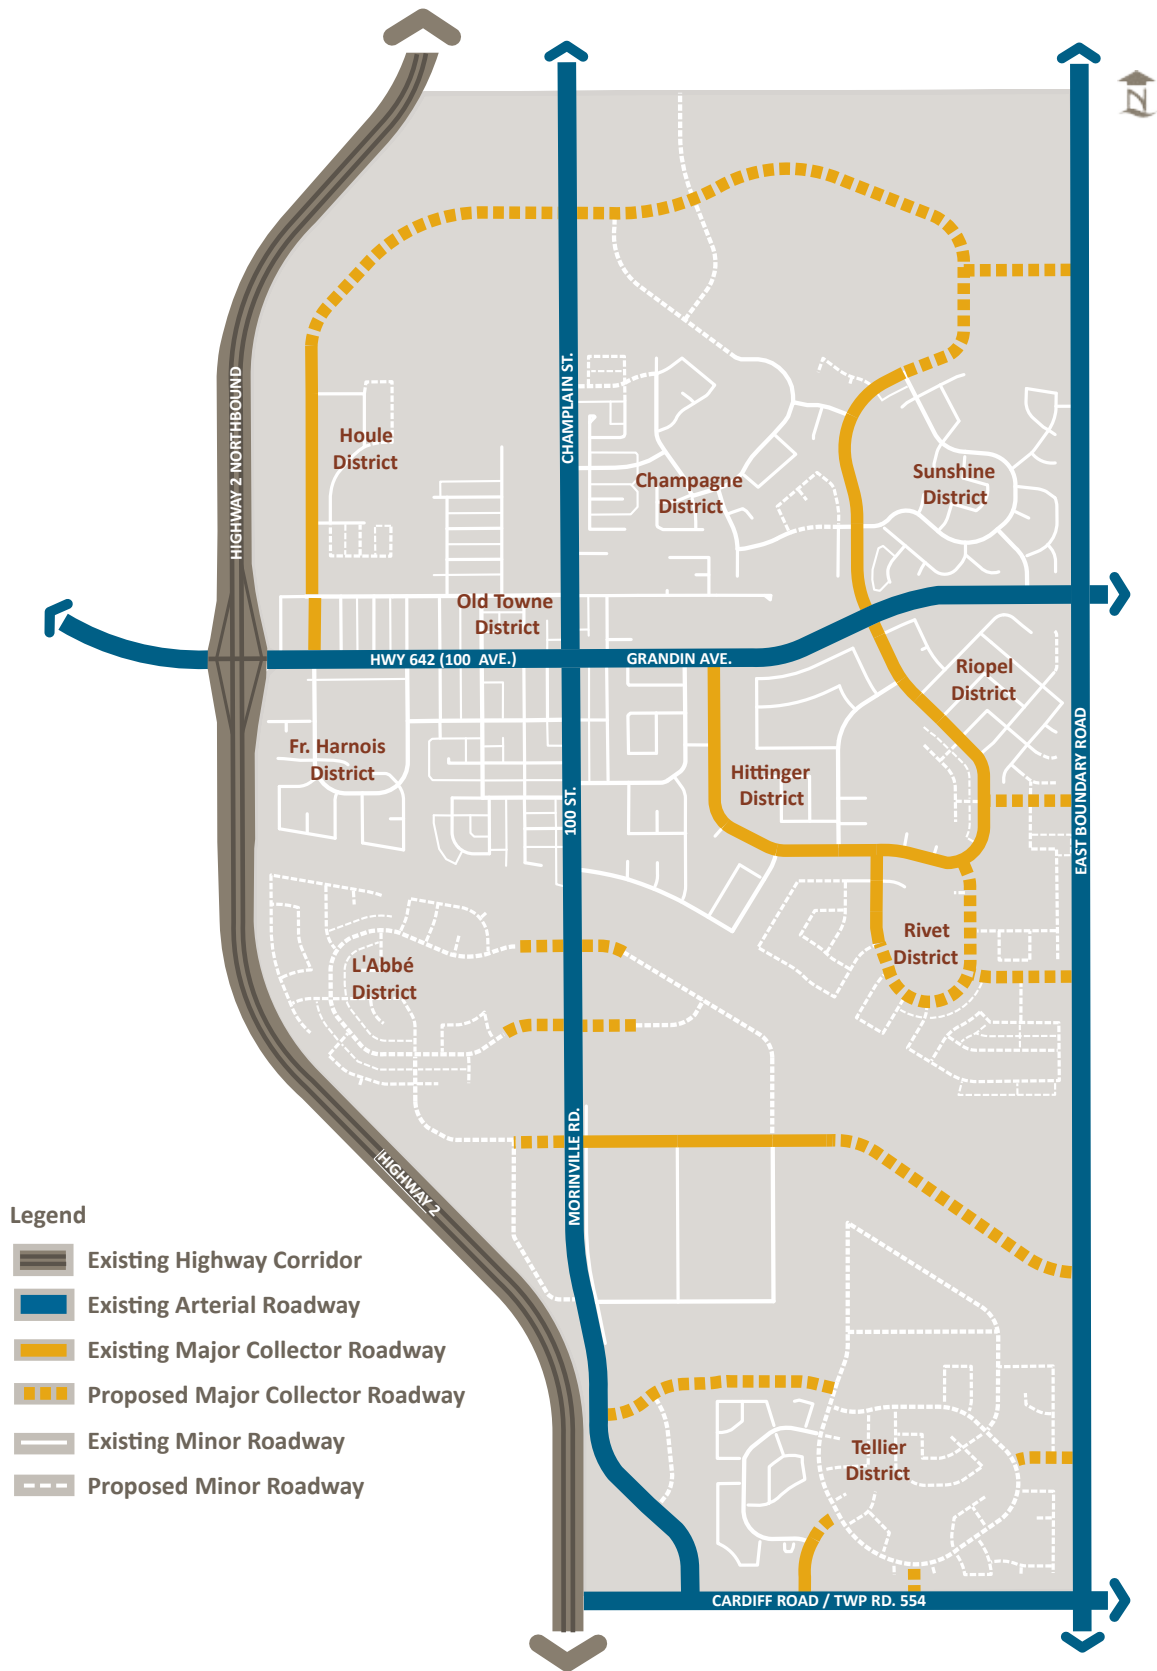 N
CHAMPLAIN ST.
HIGHWAY 2 NORTHBOUND
Houle
District
Champagne
District
Sunshine
District
Old Towne
District
HWY 642 (100 AVE.)
GRANDIN AVE.
Riopel
District
Fr. Harnois
District
Hittinger
District
100 ST.
EAST BOUNDARY ROAD
Rivet
District
L'Abbé
District
MORINVILLE RD.
HIGHWAY 2
Legend
Existing Highway Corridor
Existing Arterial Roadway
Existing Major Collector Roadway
Proposed Major Collector Roadway
Existing Minor Roadway
Proposed Minor Roadway
Tellier
District
CARDIFF ROAD / TWP RD. 554